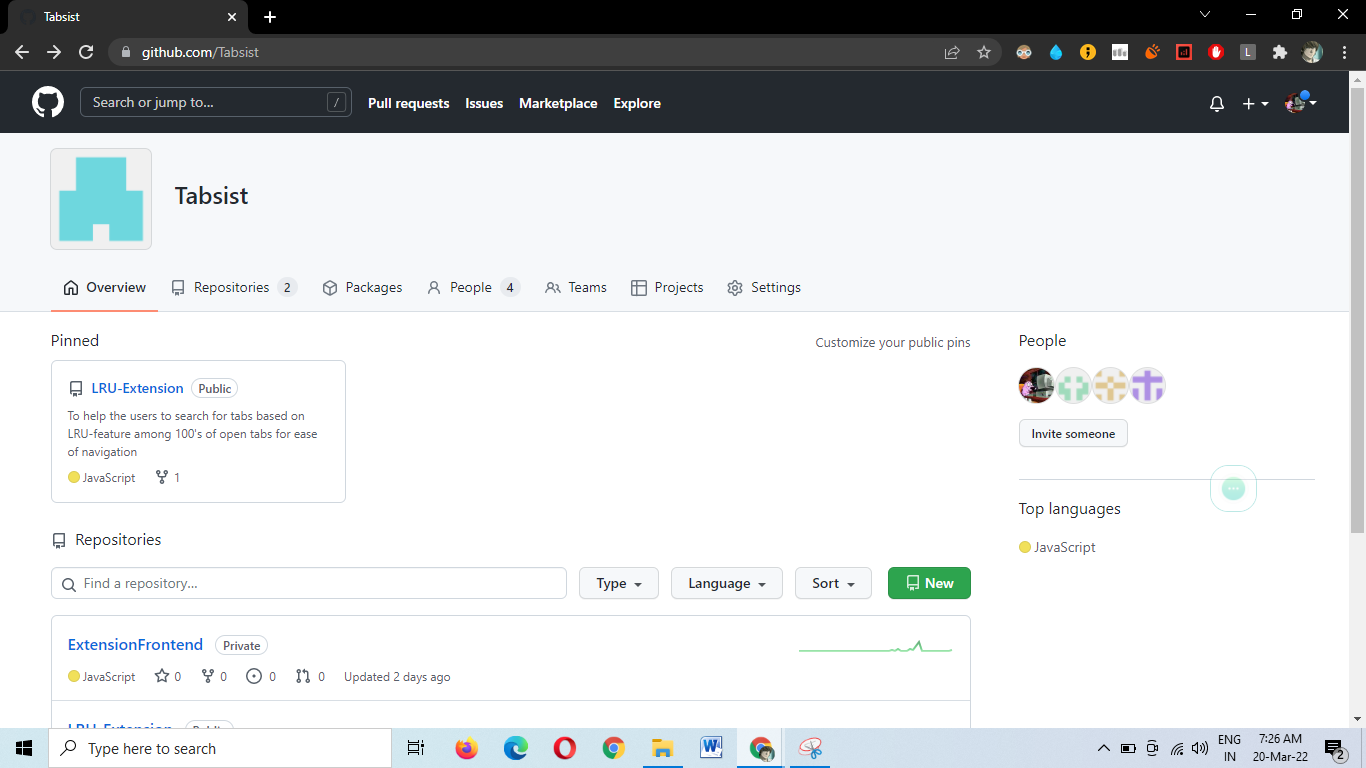 Tabsist
github.com/Tabsist
L
Search or jump to...
/
Pull requests
Issues
Marketplace
Explore
Tabsist
Overview
Repositories 2
Packages
People 4
Teams
Projects
Settings
Pinned
Customize your public pins
LRU-Extension Public
To help the users to search for tabs based on
LRU-feature among 100's of open tabs for ease
of navigation
JavaScript 1
People
Invite someone
Top languages
JavaScript
Repositories
Find a repository...
Type
Language
Sort
New
ExtensionFrontend Private
JavaScript 0 0 0 0 Updated 2 days ago
LRU-Extension Public
Type here to search
W
ENG
IN
7:26 AM
20-Mar-22
2